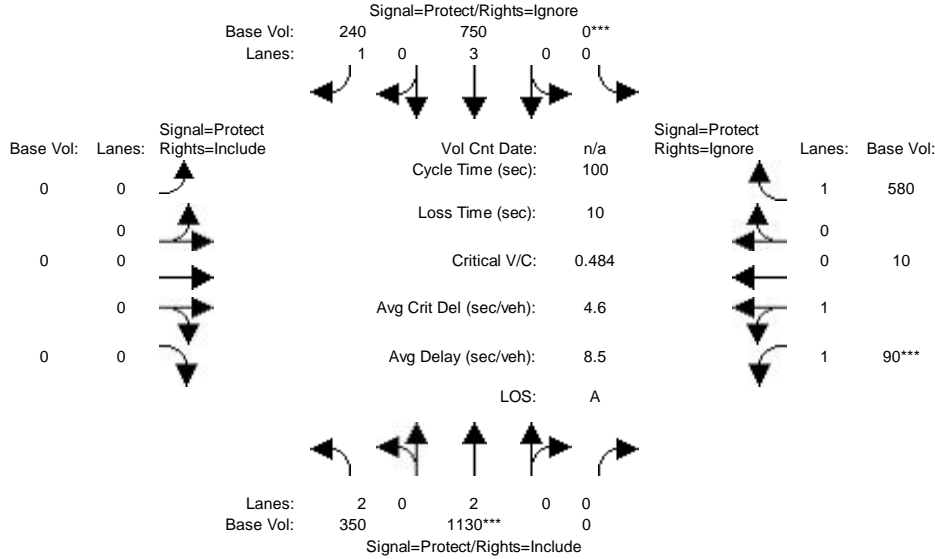 Signal=Protect/Rights=Ignore
Base Vol: 240 750 0***
Lanes: 1 0 3 0 0
Signal=Protect
Base Vol: Lanes: Rights=Include
Vol Cnt Date: n/a
Signal=Protect
Rights=Ignore Lanes: Base Vol:
Cycle Time (sec): 100
0 0
1 580
Loss Time (sec): 10
0
0
0 0
Critical V/C: 0.484
0 10
0
Avg Crit Del (sec/veh): 4.6
1
0 0
Avg Delay (sec/veh): 8.5
1 90***
LOS: A
Lanes: 2 0 2 0 0
Base Vol: 350 1130*** 0
Signal=Protect/Rights=Include